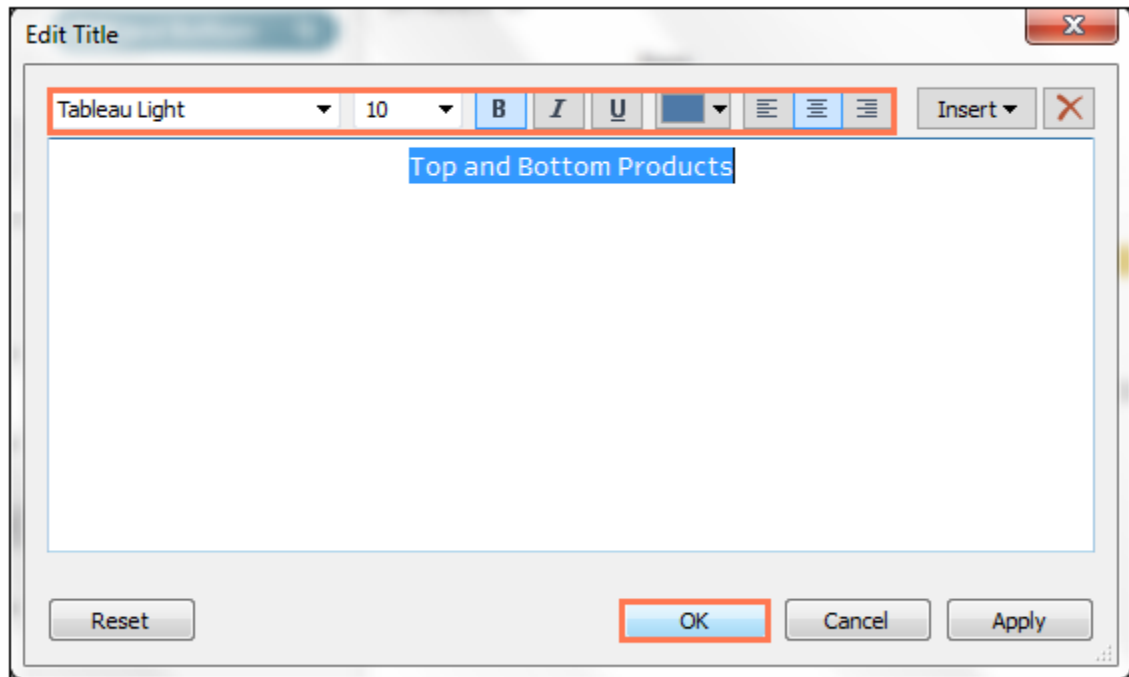 Edit Title
Tableau Light 10 B I U Insert
Top and Bottom Products
Reset OK Cancel Apply